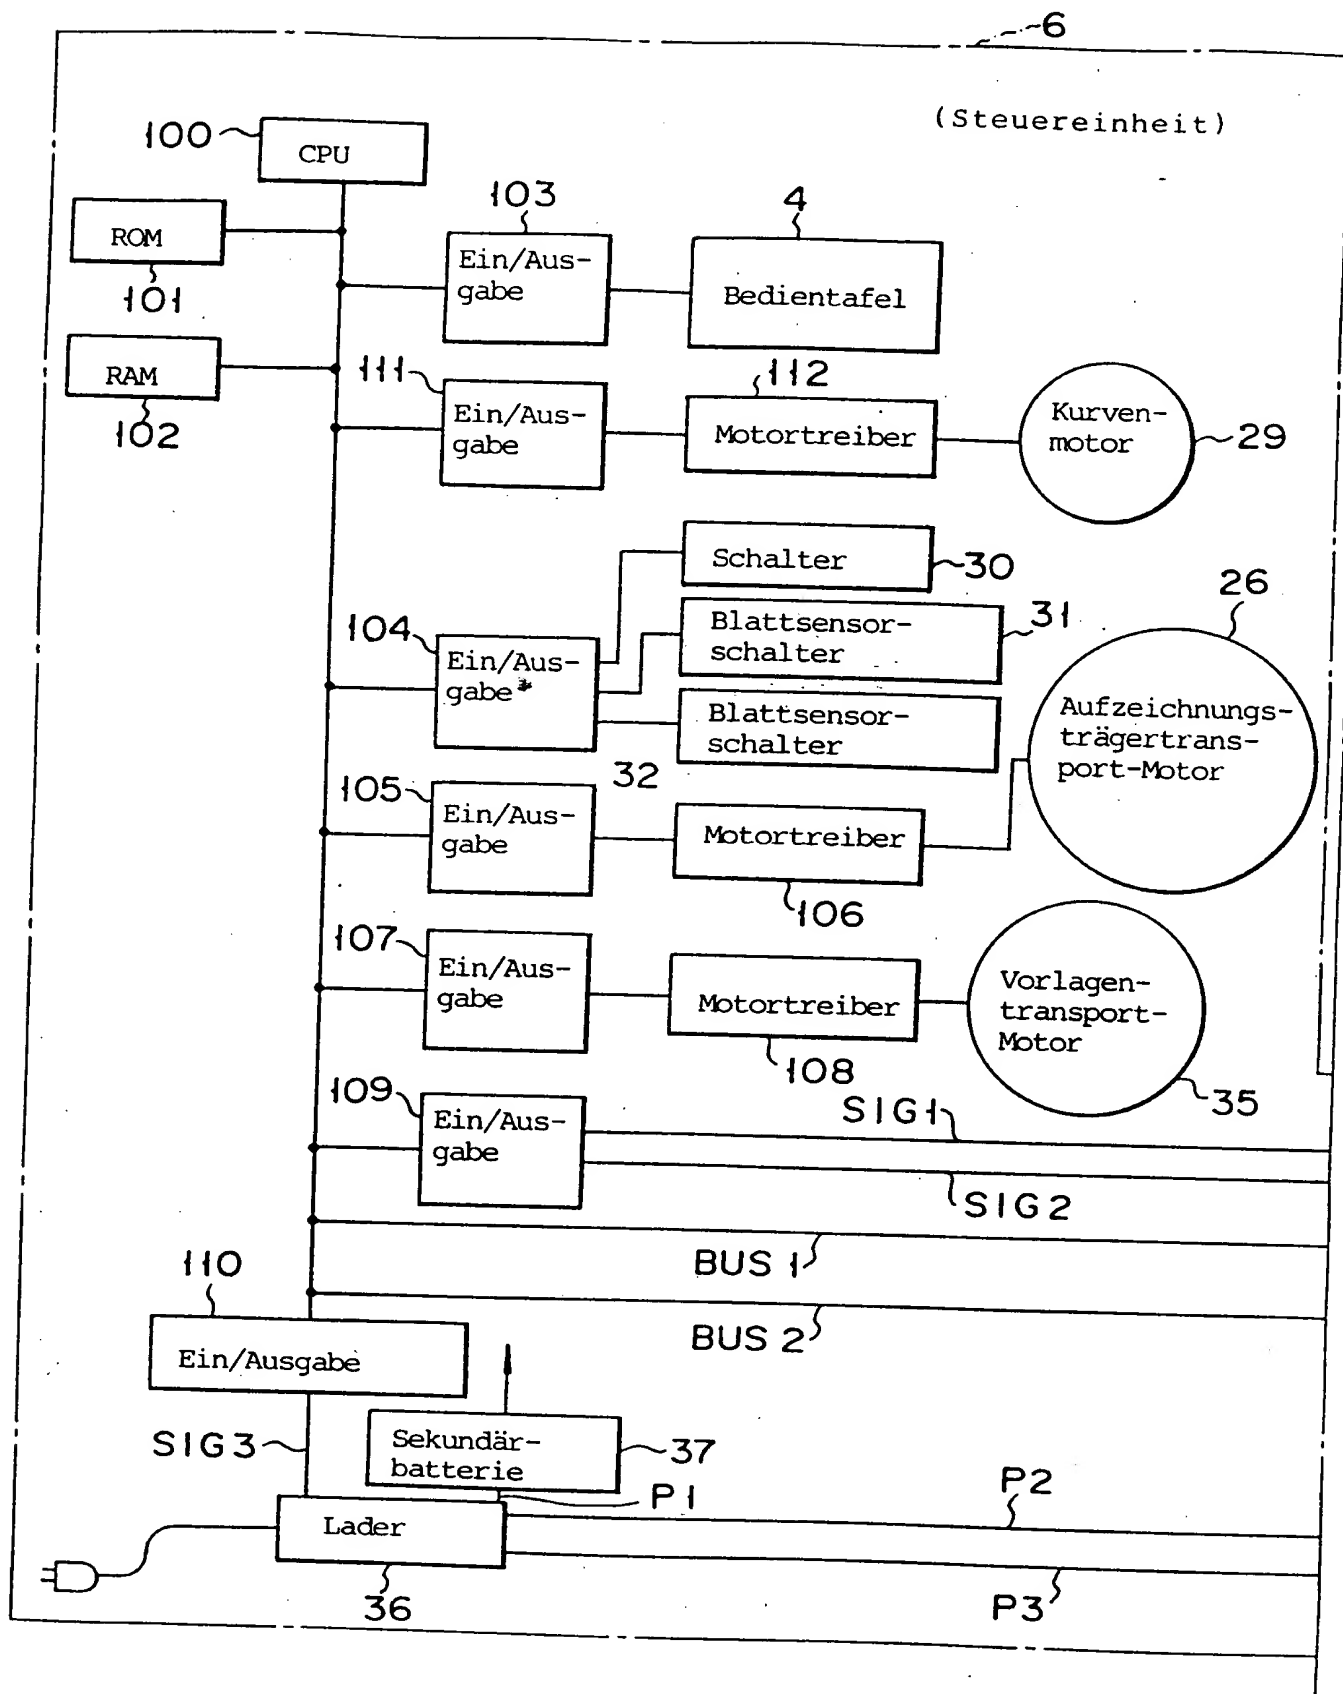 6
(Steuereinheit)
100
CPU
103
4
ROM
101
Ein/Aus-
gabe
Bedientafel
RAM
102
111
112
Ein/Aus-
gabe
Motortreiber
Kurven-
motor
29
Schalter
30
26
104
Ein/Aus-
gabe
Blattsensor-
schalter
31
Blattsensor-
schalter
32
Aufzeichnungs-
trägertrans-
port-Motor
105
Ein/Aus-
gabe
Motortreiber
106
107
Ein/Aus-
gabe
Motortreiber
108
Vorlagen-
transport-
Motor
35
109
Ein/Aus-
gabe
SIG1
SIG2
BUS 1
BUS 2
110
Ein/Ausgabe
SIG3
Sekundär-
batterie
37
P1
P2
Lader
36
P3